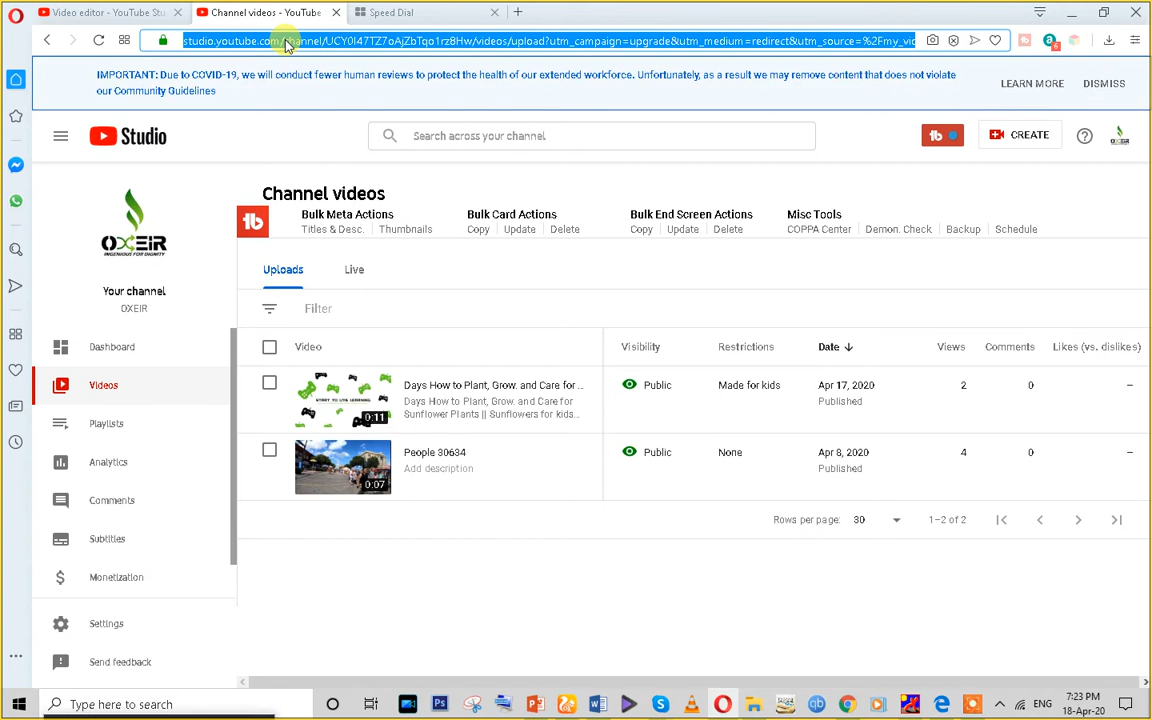 Video editor - YouTube Stu
Channel videos - YouTube
Speed Dial
studio.youtube.com/channel/UCY0I47TZ7oAjZbTqo1rz8Hw/videos/upload?utm_campaign=upgrade&utm_medium=redirect&utm_source=%2Fmy_vic
IMPORTANT: Due to COVID-19, we will conduct fewer human reviews to protect the health of our extended workforce. Unfortunately, as a result we may remove content that does not violate
our Community Guidelines
LEARN MORE
DISMISS
Studio
Search across your channel
tb
CREATE
OXEIR
INGENIOUS FOR DIGNITY
Your channel
OXEIR
Channel videos
tb
Bulk Meta Actions
Titles & Desc.
Thumbnails
Bulk Card Actions
Copy
Update
Delete
Bulk End Screen Actions
Copy
Update
Delete
Misc Tools
COPPA Center
Demon. Check
Backup
Schedule
Uploads
Live
Filter
Dashboard
Videos
Playlists
Analytics
Comments
Subtitles
Monetization
Settings
Send feedback
Video
Visibility
Restrictions
Date
Views
Comments
Likes (vs. dislikes)
0:11
Days How to Plant, Grow. and Care for ...
Days How to Plant, Grow. and Care for
Sunflower Plants || Sunflowers for kids...
Public
Made for kids
Apr 17, 2020
Published
2
0
–
0:07
People 30634
Add description
Public
None
Apr 8, 2020
Published
4
0
–
Rows per page:
30
1–2 of 2
Type here to search
ENG
7:23 PM
18-Apr-20